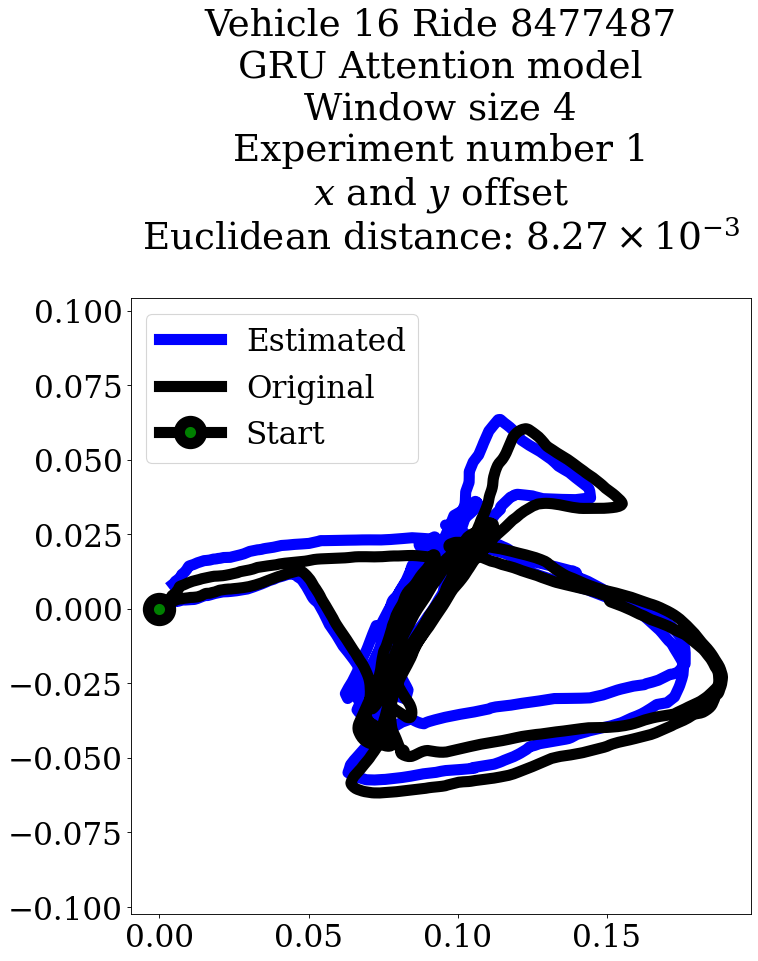 Vehicle 16 Ride 8477487
GRU Attention model
Window size 4
Experiment number 1
x and y offset
Euclidean distance: 8.27 × 10⁻³
0.100
0.075
0.050
0.025
0.000
−0.025
−0.050
−0.075
−0.100
Estimated
Original
Start
0.00 0.05 0.10 0.15